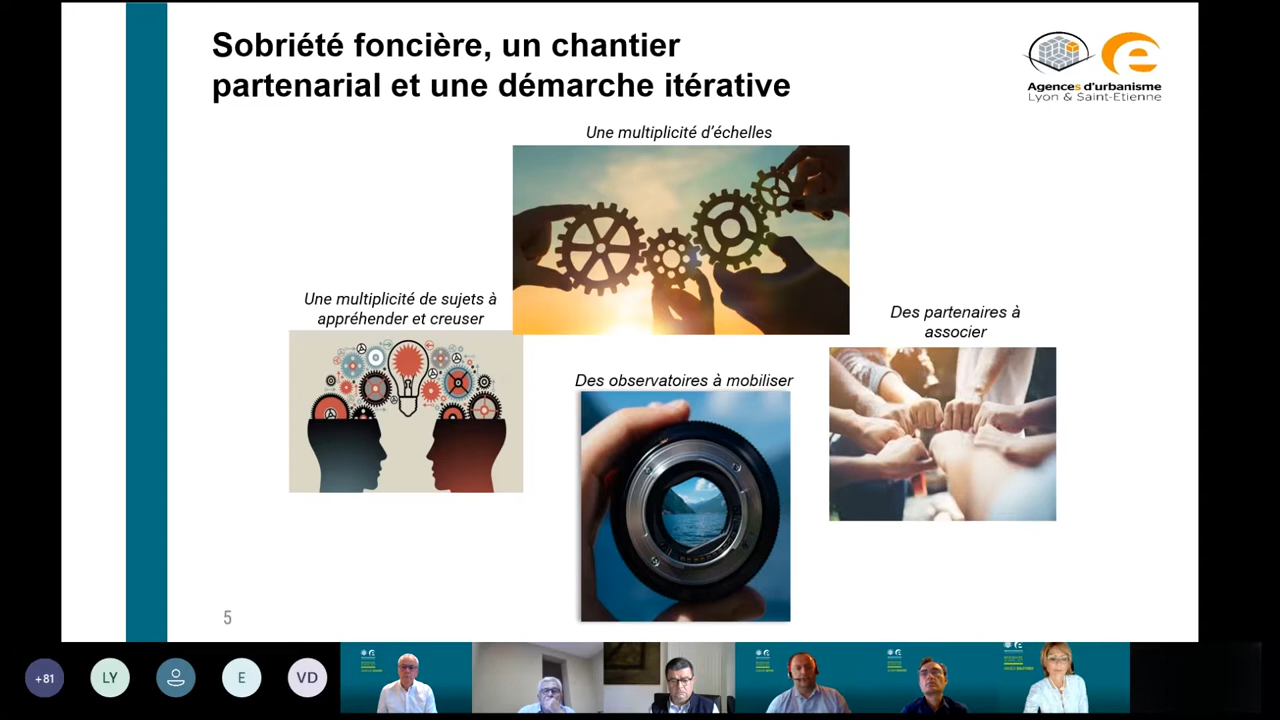 Sobriété foncière, un chantier
partenarial et une démarche itérative
Agences d'urbanisme
Lyon & Saint-Etienne
Une multiplicité d'échelles
Une multiplicité de sujets à
appréhender et creuser
Des partenaires à
associer
Des observatoires à mobiliser
5
+81
LY
E
VD